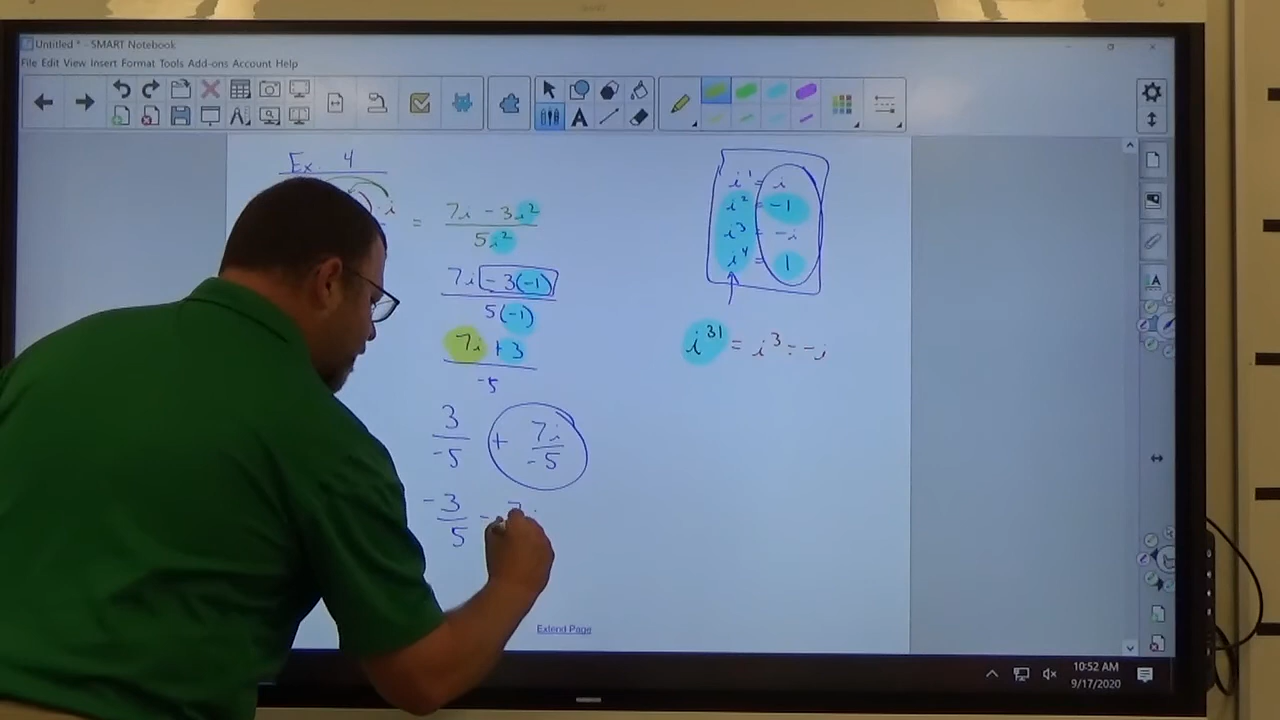 Untitled * - SMART Notebook
File Edit View Insert Format Tools Add-ons Account Help
Ex. 4
i = 7i - 3i² / 5i²
7i - 3(-1) / 5(-1)
7i + 3 / -5
3 / -5 + 7i / -5
-3 / 5 -
i¹ = i
i² = -1
i³ = -i
i⁴ = 1
i³¹ = i³ = -i
Extend Page
10:52 AM
9/17/2020